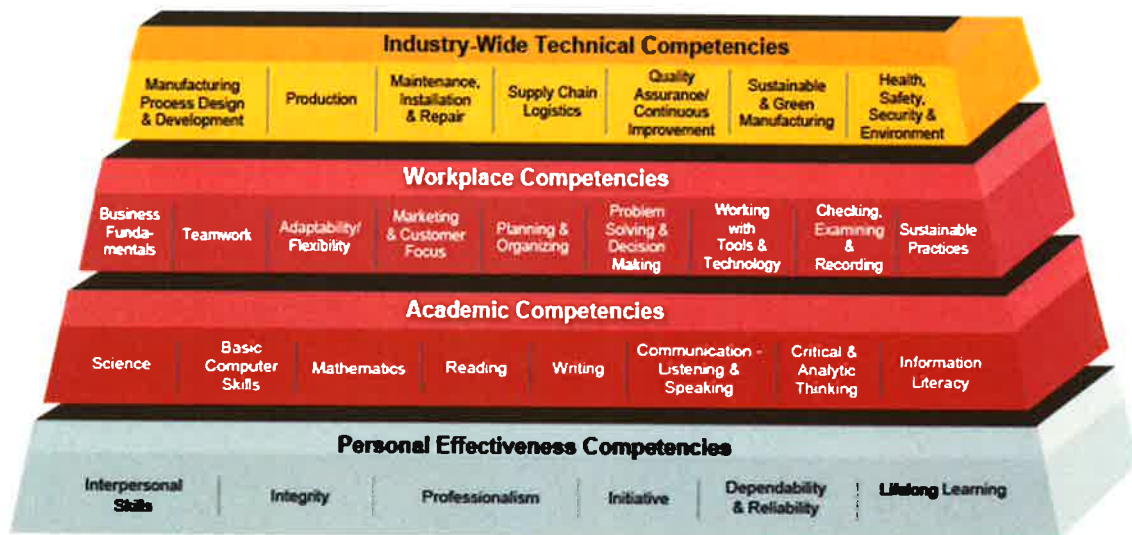 Industry-Wide Technical Competencies
Manufacturing
Process Design
& Development
Production
Maintenance,
Installation
& Repair
Supply Chain
Logistics
Quality
Assurance/
Continuous
Improvement
Sustainable
& Green
Manufacturing
Health,
Safety,
Security &
Environment
Workplace Competencies
Business
Funda-
mentals
Teamwork
Adaptability/
Flexibility
Marketing
& Customer
Focus
Planning &
Organizing
Problem
Solving &
Decision
Making
Working
with
Tools &
Technology
Checking,
Examining
&
Recording
Sustainable
Practices
Academic Competencies
Science
Basic
Computer
Skills
Mathematics
Reading
Writing
Communication -
Listening &
Speaking
Critical &
Analytic
Thinking
Information
Literacy
Personal Effectiveness Competencies
Interpersonal
Skills
Integrity
Professionalism
Initiative
Dependability
& Reliability
Lifelong Learning